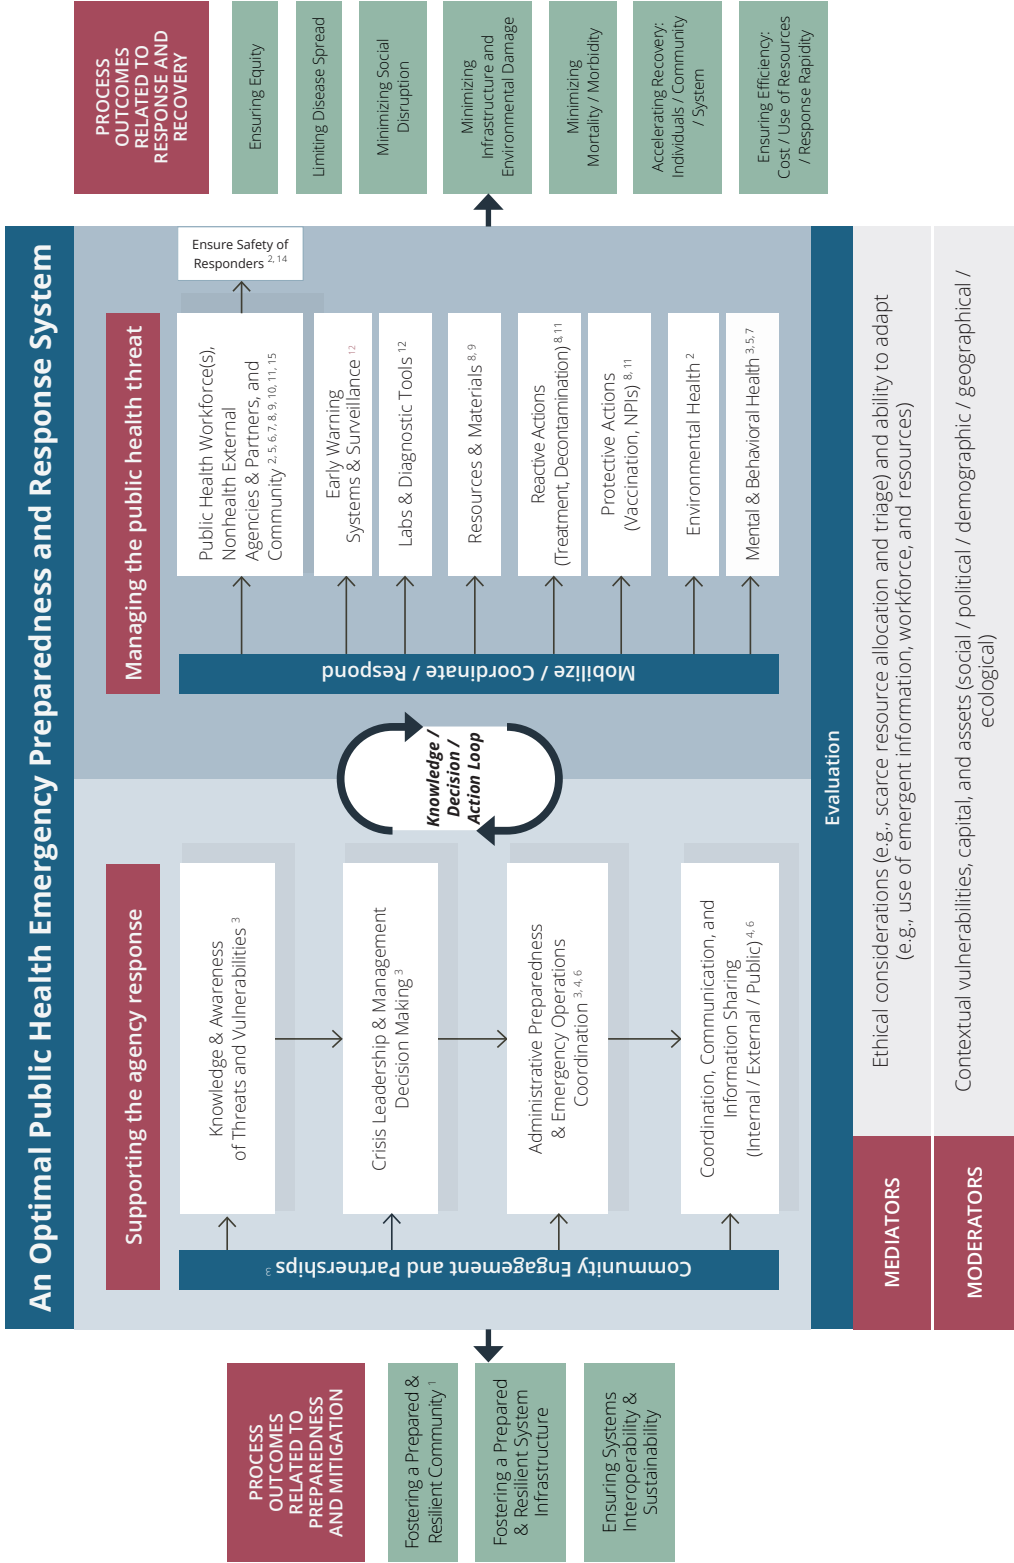 An Optimal Public Health Emergency Preparedness and Response System
PROCESS
OUTCOMES
RELATED TO
PREPAREDNESS
AND MITIGATION
Fostering a Prepared &
Resilient Community 1
Fostering a Prepared
& Resilient System
Infrastructure
Ensuring Systems
Interoperability &
Sustainability
Supporting the agency response
Community Engagement and Partnerships 3
Knowledge & Awareness
of Threats and Vulnerabilities 3
Crisis Leadership & Management
Decision Making 3
Administrative Preparedness
& Emergency Operations
Coordination 3, 4, 6
Coordination, Communication, and
Information Sharing
(Internal / External / Public) 4, 6
Knowledge /
Decision /
Action Loop
Managing the public health threat
Mobilize / Coordinate / Respond
Public Health Workforce(s),
Nonhealth External
Agencies & Partners, and
Community 2, 5, 6, 7, 8, 9, 10, 11, 15
Ensure Safety of
Responders 2, 14
Early Warning
Systems & Surveillance 12
Labs & Diagnostic Tools 12
Resources & Materials 8, 9
Reactive Actions
(Treatment, Decontamination) 8, 11
Protective Actions
(Vaccination, NPIs) 8, 11
Environmental Health 2
Mental & Behavioral Health 3, 5, 7
PROCESS
OUTCOMES
RELATED TO
RESPONSE AND
RECOVERY
Ensuring Equity
Limiting Disease Spread
Minimizing Social
Disruption
Minimizing
Infrastructure and
Environmental Damage
Minimizing
Mortality / Morbidity
Accelerating Recovery:
Individuals / Community
/ System
Ensuring Efficiency:
Cost / Use of Resources
/ Response Rapidity
Evaluation
MEDIATORS
Ethical considerations (e.g., scarce resource allocation and triage) and ability to adapt
(e.g., use of emergent information, workforce, and resources)
MODERATORS
Contextual vulnerabilities, capital, and assets (social / political / demographic / geographical /
ecological)